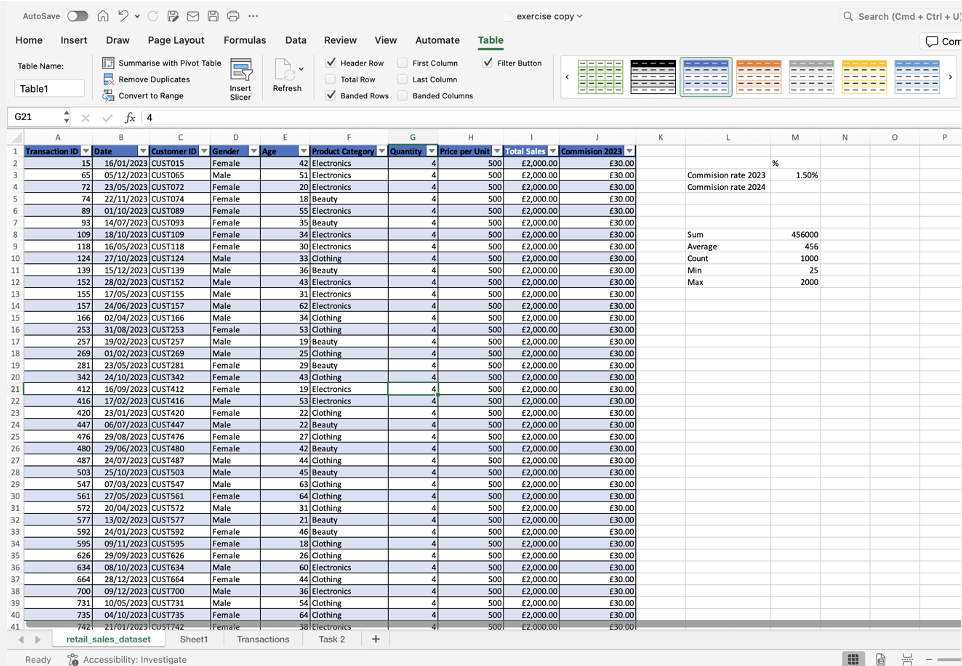 AutoSave exercise copy Search (Cmd + Ctrl + U)
Home Insert Draw Page Layout Formulas Data Review View Automate Table Com
Table Name: Summarise with Pivot Table Header Row First Column Filter Button
Table1 Remove Duplicates Insert Slicer Refresh Total Row Last Column
Convert to Range Banded Rows Banded Columns
G21 fx 4
A B C D E F G H I J K L M N O P
1 Transaction ID Date Customer ID Gender Age Product Category Quantity Price per Unit Total Sales Commision 2023
2 15 16/01/2023 CUST015 Female 42 Electronics 4 500 £2,000.00 £30.00 %
3 65 05/12/2023 CUST065 Male 51 Electronics 4 500 £2,000.00 £30.00 Commision rate 2023 1.50%
4 72 23/05/2023 CUST072 Female 20 Electronics 4 500 £2,000.00 £30.00 Commision rate 2024
5 74 22/11/2023 CUST074 Female 18 Beauty 4 500 £2,000.00 £30.00
6 89 01/10/2023 CUST089 Female 55 Electronics 4 500 £2,000.00 £30.00
7 93 14/07/2023 CUST093 Female 35 Beauty 4 500 £2,000.00 £30.00
8 109 18/10/2023 CUST109 Female 34 Electronics 4 500 £2,000.00 £30.00 Sum 456000
9 118 16/05/2023 CUST118 Female 30 Electronics 4 500 £2,000.00 £30.00 Average 456
10 124 27/10/2023 CUST124 Male 33 Clothing 4 500 £2,000.00 £30.00 Count 1000
11 139 15/12/2023 CUST139 Male 36 Beauty 4 500 £2,000.00 £30.00 Min 25
12 152 28/02/2023 CUST152 Male 43 Electronics 4 500 £2,000.00 £30.00 Max 2000
13 155 17/05/2023 CUST155 Male 31 Electronics 4 500 £2,000.00 £30.00
14 157 24/06/2023 CUST157 Male 62 Electronics 4 500 £2,000.00 £30.00
15 166 02/04/2023 CUST166 Male 34 Clothing 4 500 £2,000.00 £30.00
16 253 31/08/2023 CUST253 Female 53 Clothing 4 500 £2,000.00 £30.00
17 257 19/02/2023 CUST257 Male 19 Beauty 4 500 £2,000.00 £30.00
18 269 01/02/2023 CUST269 Male 25 Clothing 4 500 £2,000.00 £30.00
19 281 23/05/2023 CUST281 Female 29 Beauty 4 500 £2,000.00 £30.00
20 342 24/10/2023 CUST342 Female 43 Clothing 4 500 £2,000.00 £30.00
21 412 16/09/2023 CUST412 Female 19 Electronics 4 500 £2,000.00 £30.00
22 416 17/02/2023 CUST416 Male 53 Electronics 4 500 £2,000.00 £30.00
23 420 23/01/2023 CUST420 Female 22 Clothing 4 500 £2,000.00 £30.00
24 447 06/07/2023 CUST447 Male 22 Beauty 4 500 £2,000.00 £30.00
25 476 29/08/2023 CUST476 Female 27 Clothing 4 500 £2,000.00 £30.00
26 480 29/06/2023 CUST480 Female 42 Beauty 4 500 £2,000.00 £30.00
27 487 24/07/2023 CUST487 Male 44 Clothing 4 500 £2,000.00 £30.00
28 503 25/10/2023 CUST503 Male 45 Beauty 4 500 £2,000.00 £30.00
29 547 07/03/2023 CUST547 Male 63 Clothing 4 500 £2,000.00 £30.00
30 561 27/05/2023 CUST561 Female 64 Clothing 4 500 £2,000.00 £30.00
31 572 20/04/2023 CUST572 Male 31 Clothing 4 500 £2,000.00 £30.00
32 577 13/02/2023 CUST577 Male 21 Beauty 4 500 £2,000.00 £30.00
33 592 24/01/2023 CUST592 Female 46 Beauty 4 500 £2,000.00 £30.00
34 595 09/11/2023 CUST595 Female 18 Clothing 4 500 £2,000.00 £30.00
35 626 29/09/2023 CUST626 Female 26 Clothing 4 500 £2,000.00 £30.00
36 634 08/10/2023 CUST634 Male 60 Electronics 4 500 £2,000.00 £30.00
37 664 28/12/2023 CUST664 Female 44 Clothing 4 500 £2,000.00 £30.00
38 700 09/12/2023 CUST700 Male 36 Electronics 4 500 £2,000.00 £30.00
39 731 10/05/2023 CUST731 Male 54 Clothing 4 500 £2,000.00 £30.00
40 735 04/10/2023 CUST735 Female 64 Clothing 4 500 £2,000.00 £30.00
41 742 21/01/2023 CUST742 Female 38 Electronics 4 500 £2,000.00 £30.00
retail_sales_dataset Sheet1 Transactions Task 2 +
Ready Accessibility: Investigate